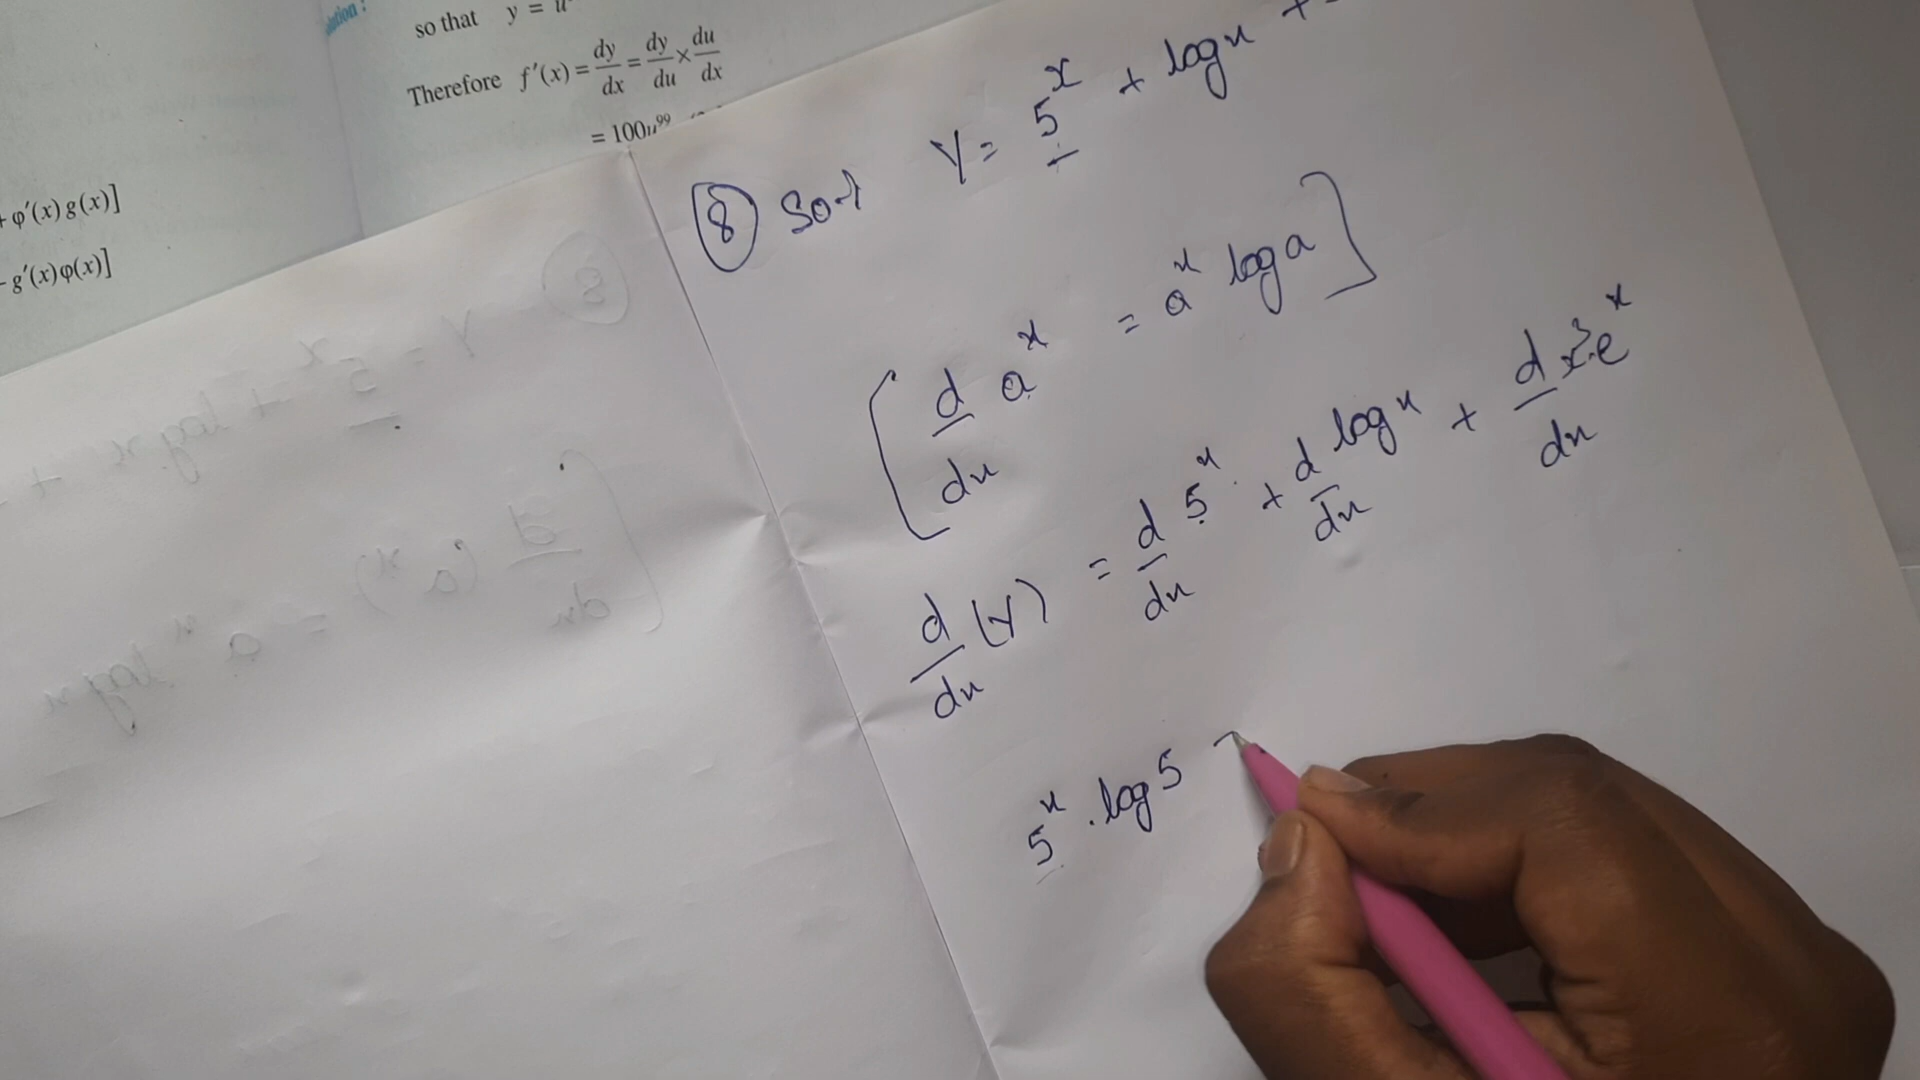 so that y = u
Therefore f′(x) = dy/dx = dy/du × du/dx
= 100u⁹⁹
+ φ′(x) g(x)]
- g′(x)φ(x)]
⑧ Sol Y = 5^x + log x +
[d/dx a^x = a^x log a]
d/dx (Y) = d/dx 5^x + d/dx log x + d/dx x³.e^x
5^x . log 5